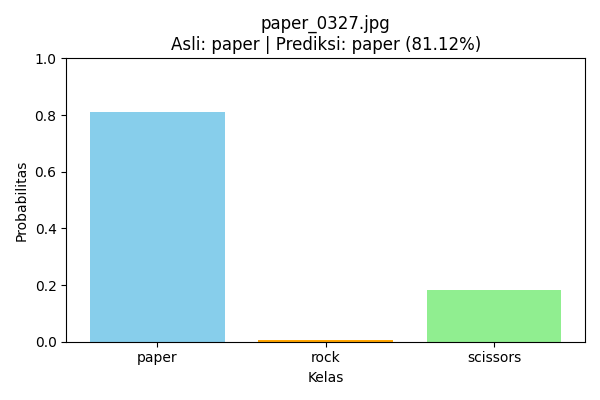 paper_0327.jpg
Asli: paper | Prediksi: paper (81.12%)
Probabilitas
1.0
0.8
0.6
0.4
0.2
0.0
paper rock scissors
Kelas